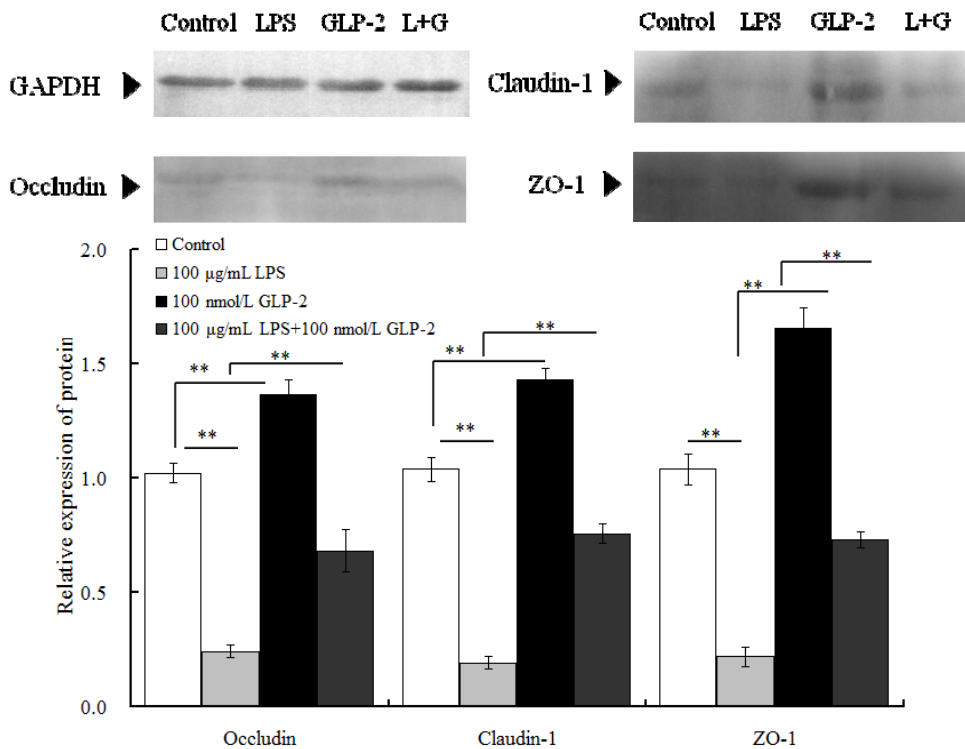 Control LPS GLP-2 L+G
Control LPS GLP-2 L+G
GAPDH
Claudin-1
Occludin
ZO-1
2.0
1.5
1.0
0.5
0.0
Relative expression of protein
Control
100 µg/mL LPS
100 nmol/L GLP-2
100 µg/mL LPS+100 nmol/L GLP-2
**
**
**
**
**
**
**
**
**
Occludin Claudin-1 ZO-1